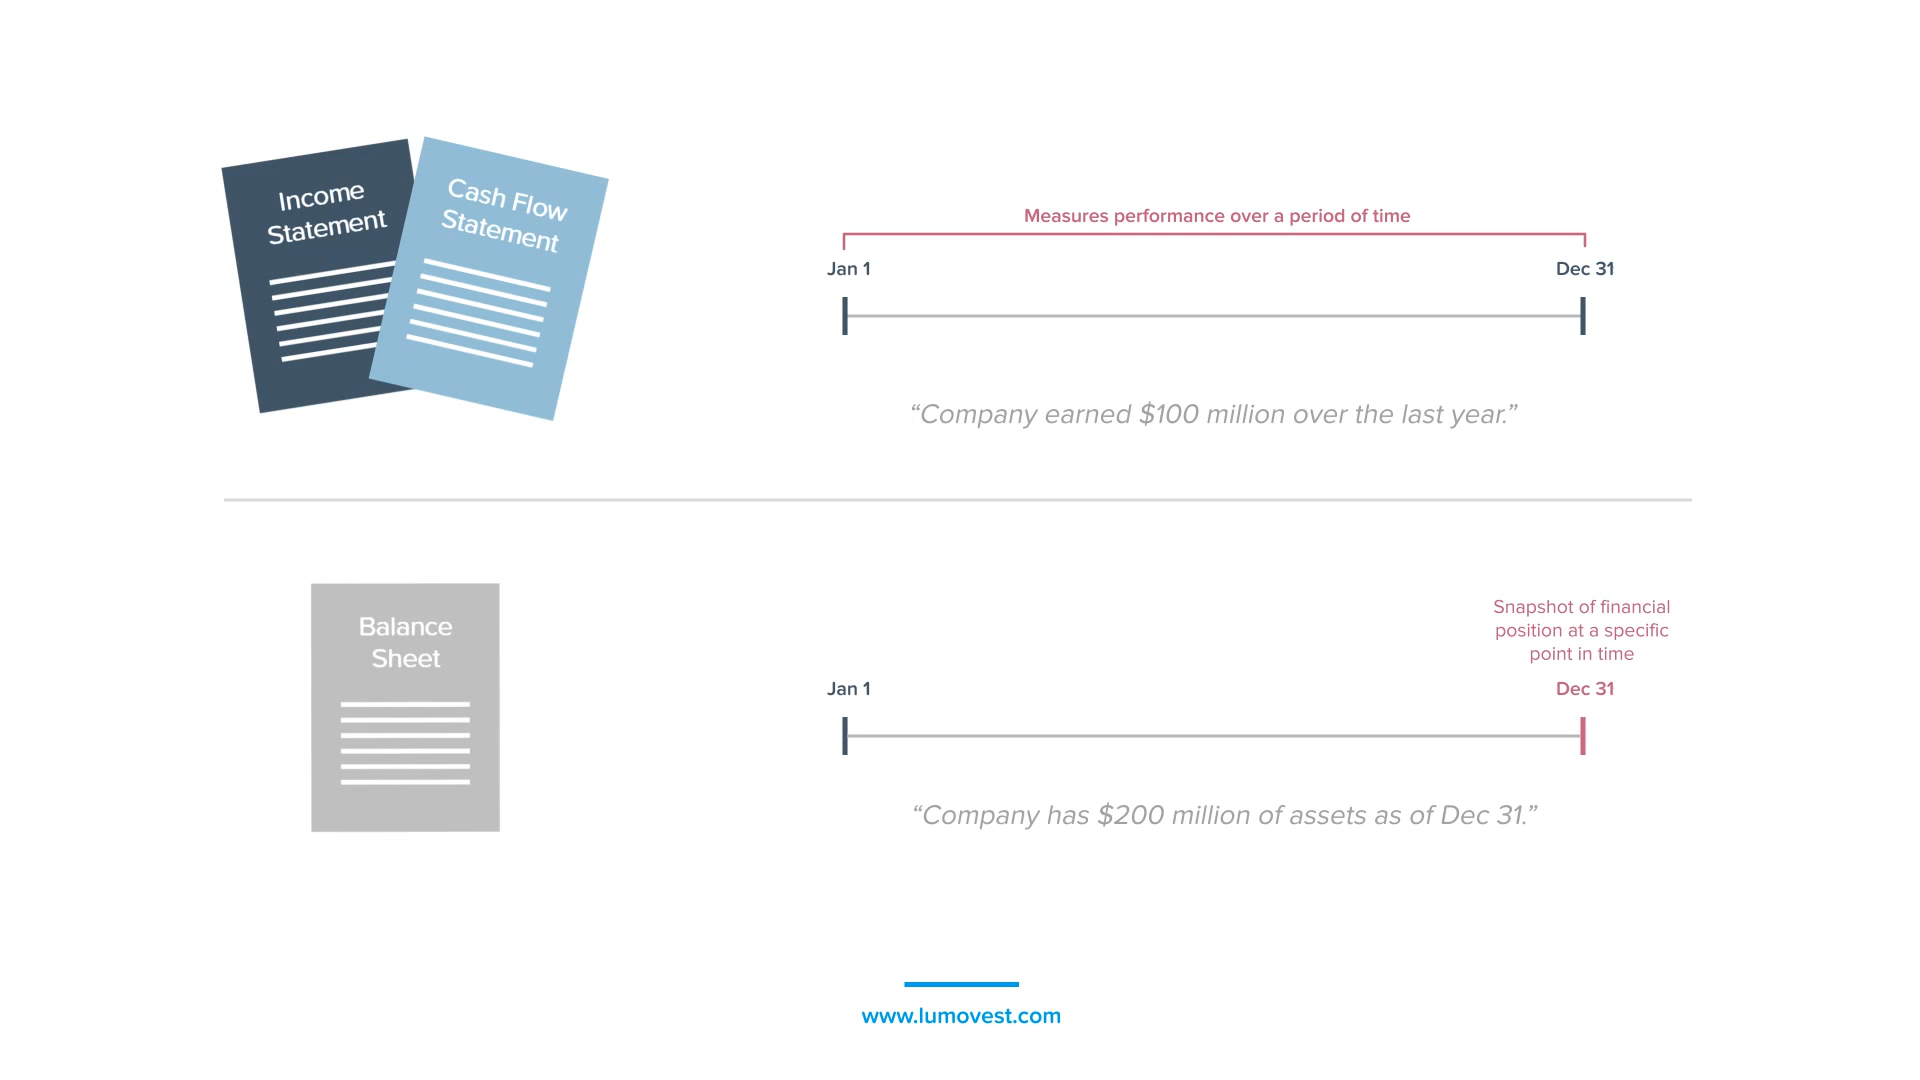 Income
Statement
Cash Flow
Statement
Measures performance over a period of time
Jan 1
Dec 31
“Company earned $100 million over the last year.”
Balance
Sheet
Snapshot of financial
position at a specific
point in time
Jan 1
Dec 31
“Company has $200 million of assets as of Dec 31.”
www.lumovest.com